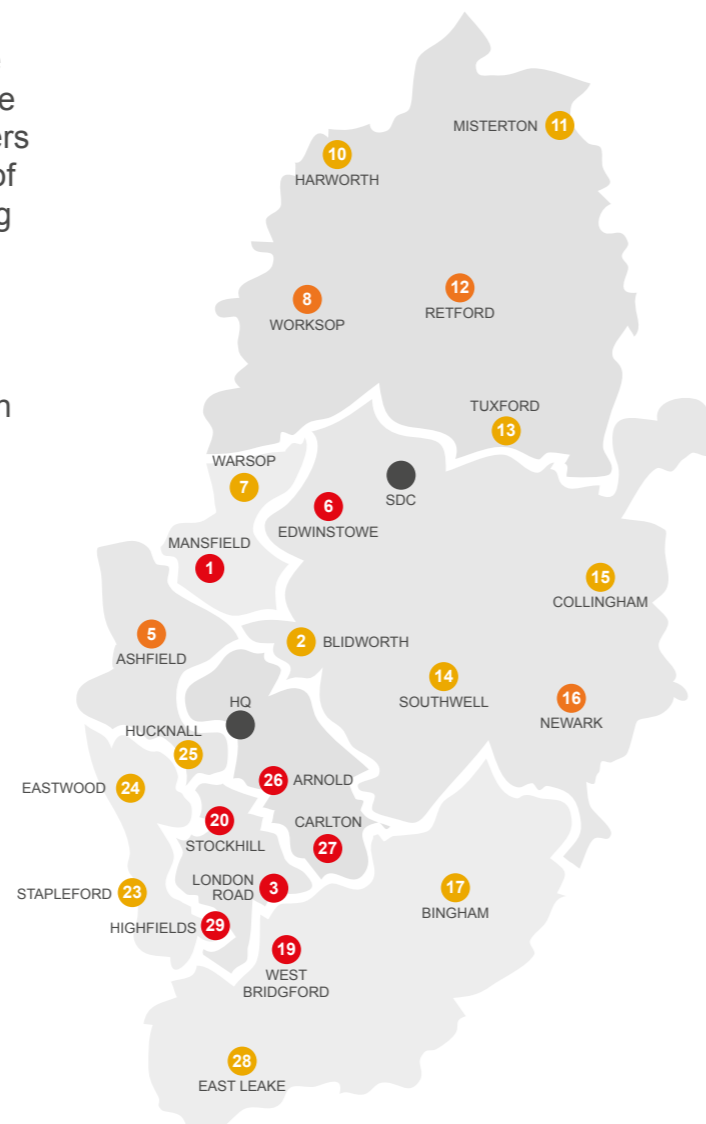 e
ers
of
g
n
MISTERTON 11
10
HARWORTH
8
WORKSOP
12
RETFORD
TUXFORD
13
WARSOP
7
SDC
6
EDWINSTOWE
MANSFIELD
1
15
COLLINGHAM
5
ASHFIELD
2 BLIDWORTH
14
SOUTHWELL
16
NEWARK
HQ
HUCKNALL
25
EASTWOOD 24
26 ARNOLD
20
STOCKHILL
CARLTON
27
LONDON
ROAD 3
STAPLEFORD 23
17
BINGHAM
HIGHFIELDS 29
19
WEST
BRIDGFORD
28
EAST LEAKE